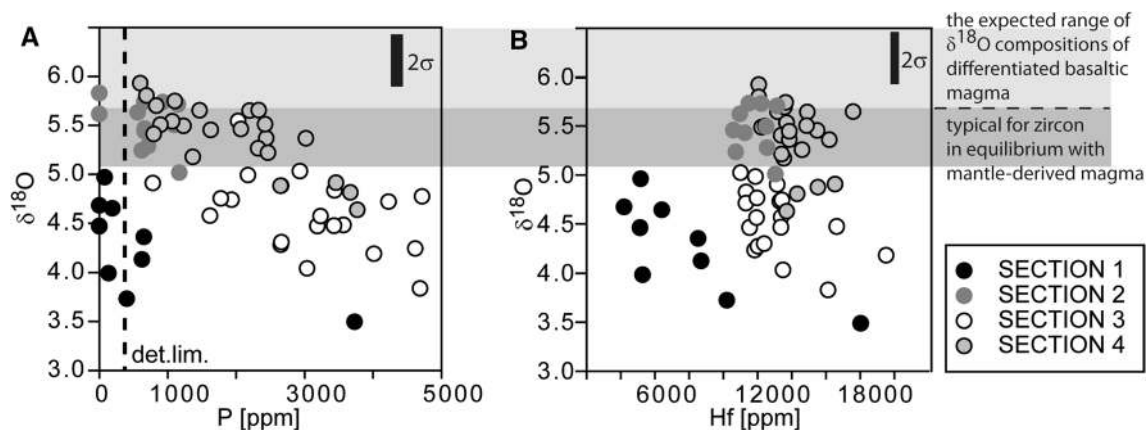 A
2σ
6.0
5.5
5.0
4.5
4.0
3.5
3.0
δ18O
det.lim.
0 1000 3000 5000
P [ppm]
B
2σ
6.0
5.5
5.0
4.5
4.0
3.5
3.0
δ18O
6000 12000 18000
Hf [ppm]
the expected range of
δ18O compositions of
differentiated basaltic
magma
typical for zircon
in equilibrium with
mantle-derived magma
SECTION 1
SECTION 2
SECTION 3
SECTION 4